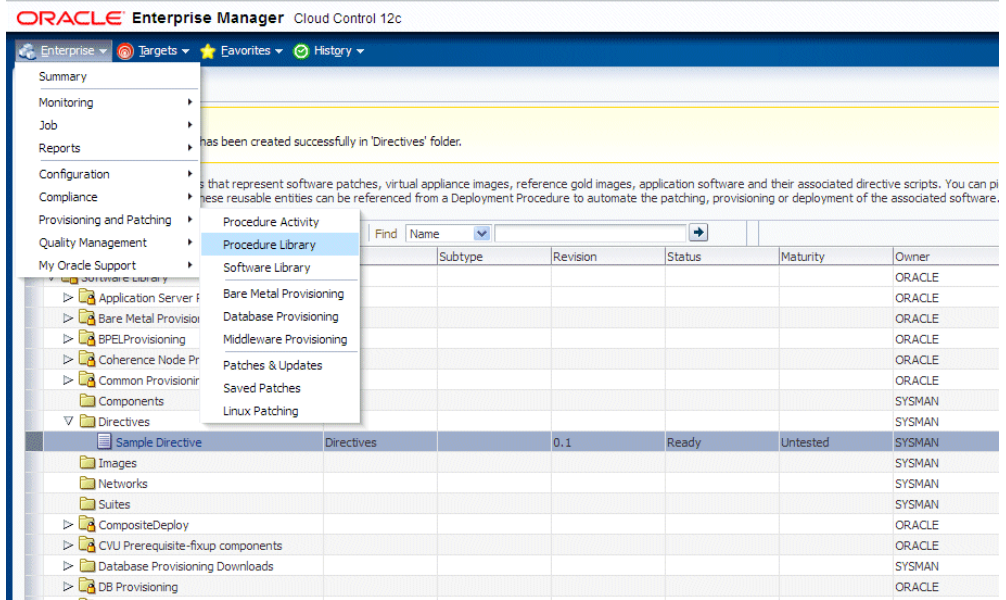 ORACLE Enterprise Manager Cloud Control 12c
Enterprise Targets Favorites History
Summary
Monitoring
Job
Reports
Configuration
Compliance
Provisioning and Patching
Quality Management
My Oracle Support
has been created successfully in 'Directives' folder.
s that represent software patches, virtual appliance images, reference gold images, application software and their associated directive scripts. You can pi
hese reusable entities can be referenced from a Deployment Procedure to automate the patching, provisioning or deployment of the associated software.
Procedure Activity
Procedure Library
Software Library
Bare Metal Provisioning
Database Provisioning
Middleware Provisioning
Patches & Updates
Saved Patches
Linux Patching
Find Name
Subtype Revision Status Maturity Owner
Software Library ORACLE
Application Server P ORACLE
Bare Metal Provision ORACLE
BPELProvisioning ORACLE
Coherence Node Pr ORACLE
Common Provisionin ORACLE
Components SYSMAN
Directives SYSMAN
Sample Directive Directives 0.1 Ready Untested SYSMAN
Images SYSMAN
Networks SYSMAN
Suites SYSMAN
CompositeDeploy ORACLE
CVU Prerequisite-fixup components ORACLE
Database Provisioning Downloads SYSMAN
DB Provisioning ORACLE